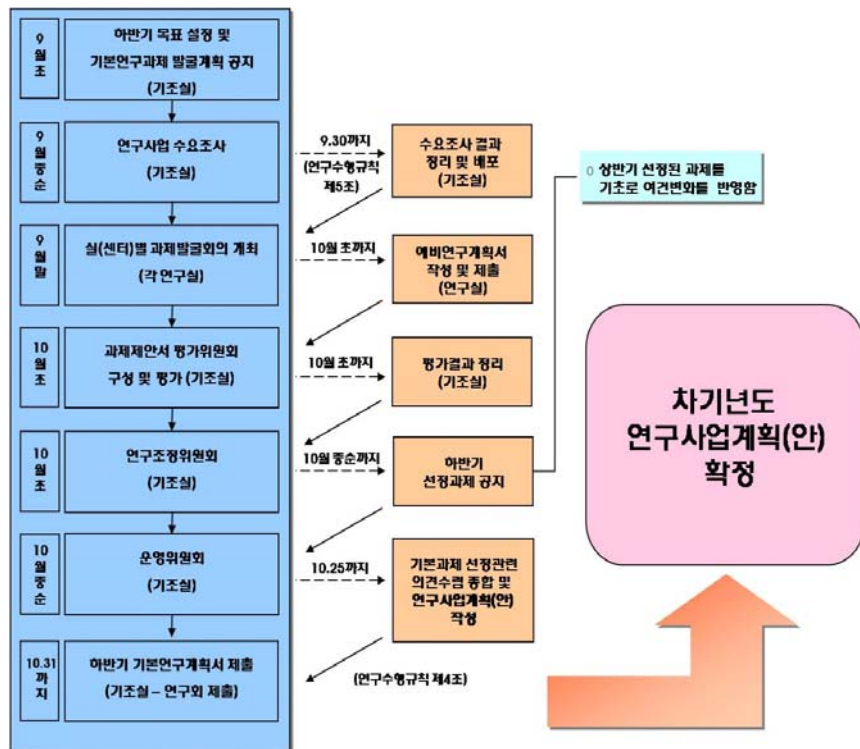 9
월
초
하반기 목표 설정 및
기본연구과제 발굴계획 공지
(기조실)
9
월
중
순
연구사업 수요조사
(기조실)
9.30까지
(연구수행규칙
제5조)
수요조사 결과
정리 및 배포
(기조실)
0 상반기 선정된 과제를
기초로 여건변화를 반영함
9
월
말
실(센터)별 과제발굴회의 개최
(각 연구실)
10월 초까지
예비연구계획서
작성 및 제출
(연구실)
10
월
초
과제제안서 평가위원회
구성 및 평가 (기조실)
10월 초까지
평가결과 정리
(기조실)
차기년도
연구사업계획(안)
확정
10
월
초
연구조정위원회
(기조실)
10월 중순까지
하반기
선정과제 공지
10
월
중
순
운영위원회
(기조실)
10.25까지
기본과제 선정관련
의견수렴 종합 및
연구사업계획(안)
작성
10.31
까
지
하반기 기본연구계획서 제출
(기조실 – 연구회 제출)
(연구수행규칙 제4조)